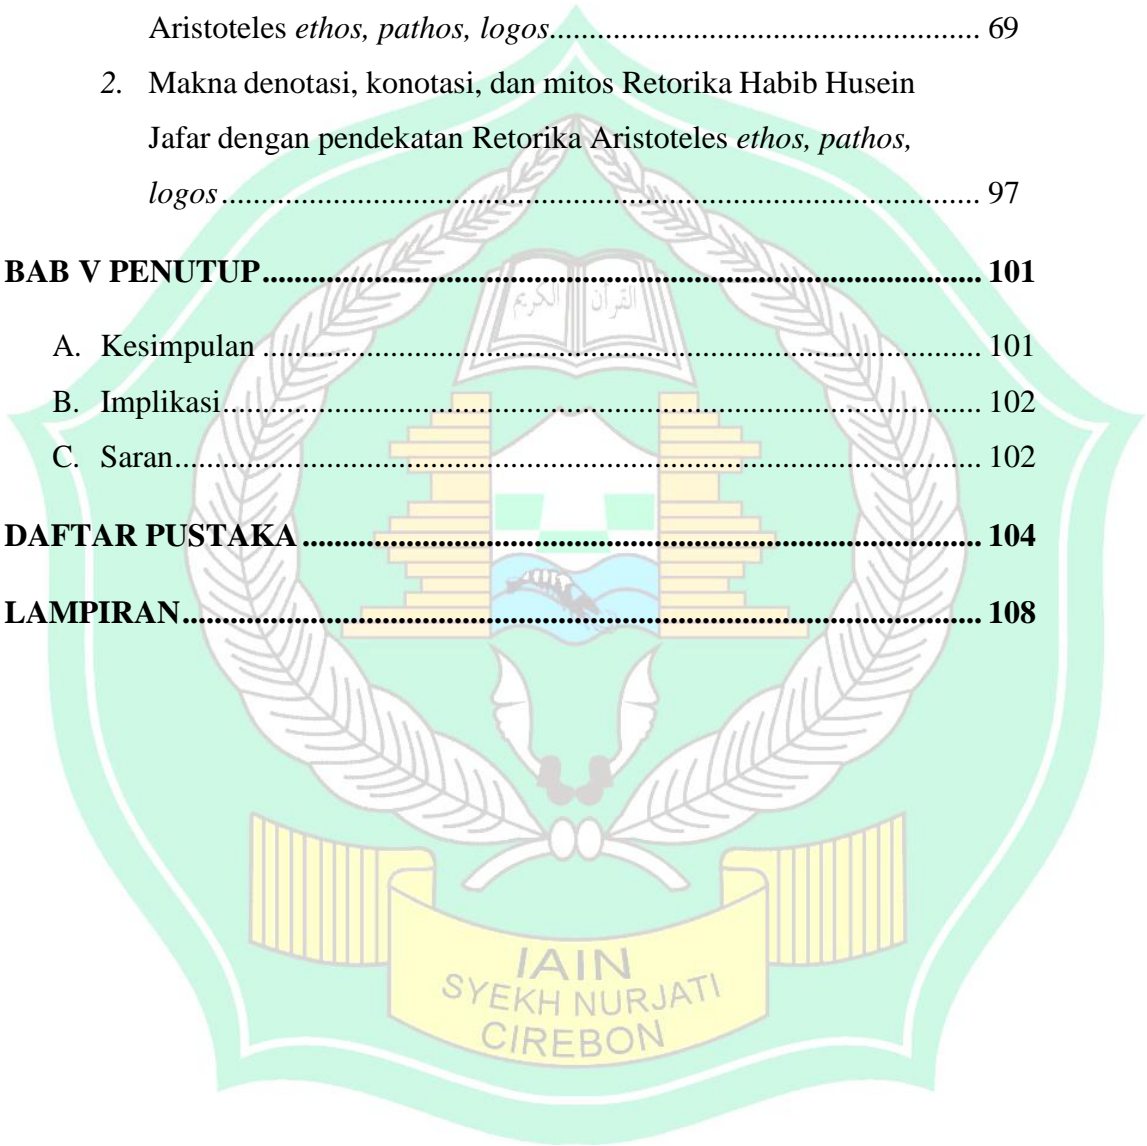 Aristoteles ethos, pathos, logos.................................................... 69
2. Makna denotasi, konotasi, dan mitos Retorika Habib Husein
Jafar dengan pendekatan Retorika Aristoteles ethos, pathos,
logos............................................................................................. 97
BAB V PENUTUP........................................................................................ 101
A. Kesimpulan ........................................................................................ 101
B. Implikasi............................................................................................. 102
C. Saran................................................................................................... 102
DAFTAR PUSTAKA ................................................................................... 104
LAMPIRAN.................................................................................................. 108
القرآن الكريم
IAIN
SYEKH NURJATI
CIREBON